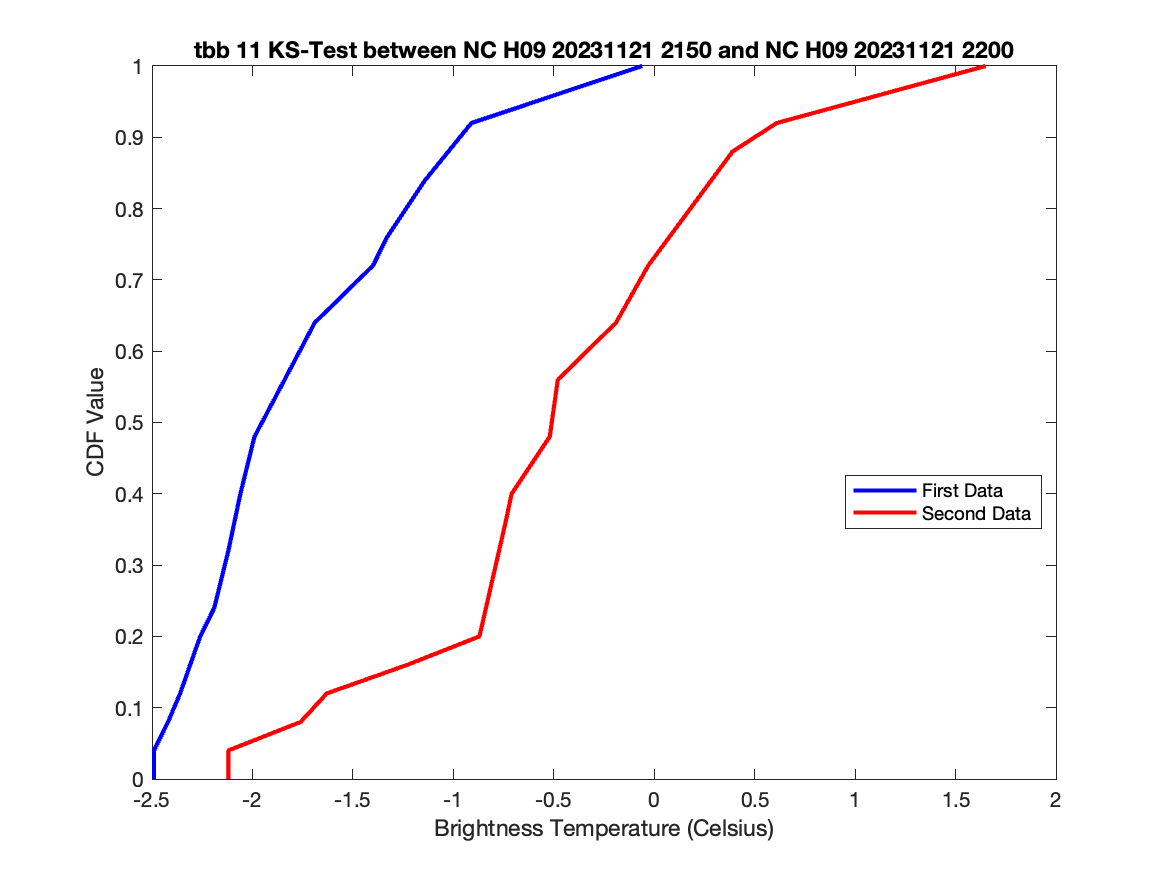 tbb 11 KS-Test between NC H09 20231121 2150 and NC H09 20231121 2200
1
0.9
0.8
0.7
0.6
0.5
0.4
0.3
0.2
0.1
0
CDF Value
First Data
Second Data
-2.5 -2 -1.5 -1 -0.5 0 0.5 1 1.5 2
Brightness Temperature (Celsius)